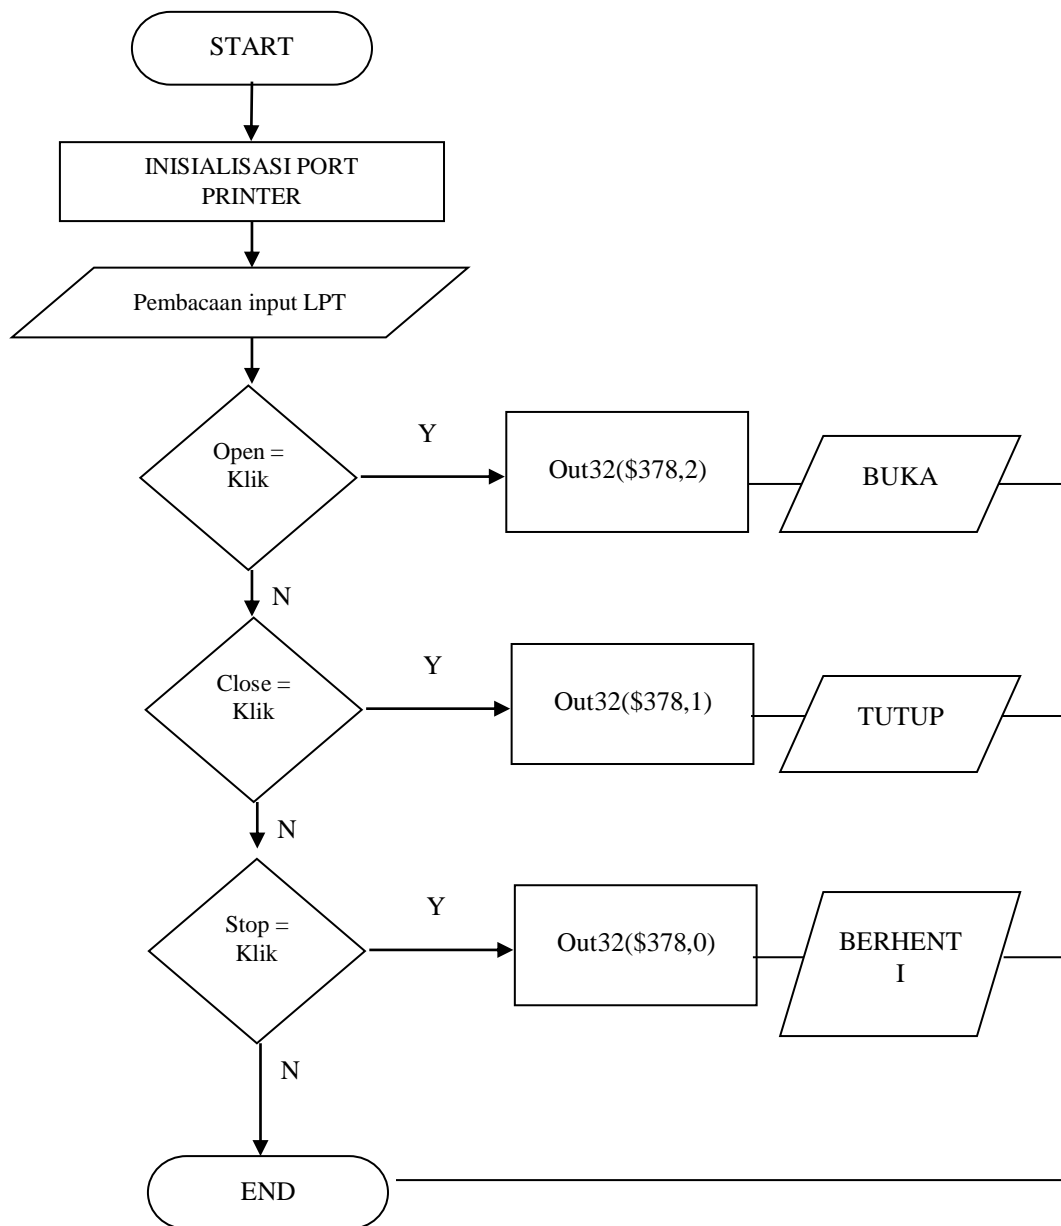 START
INISIALISASI PORT
PRINTER
Pembacaan input LPT
Open =
Klik
Y
Out32($378,2)
BUKA
N
Close =
Klik
Y
Out32($378,1)
TUTUP
N
Stop =
Klik
Y
Out32($378,0)
BERHENT
I
N
END